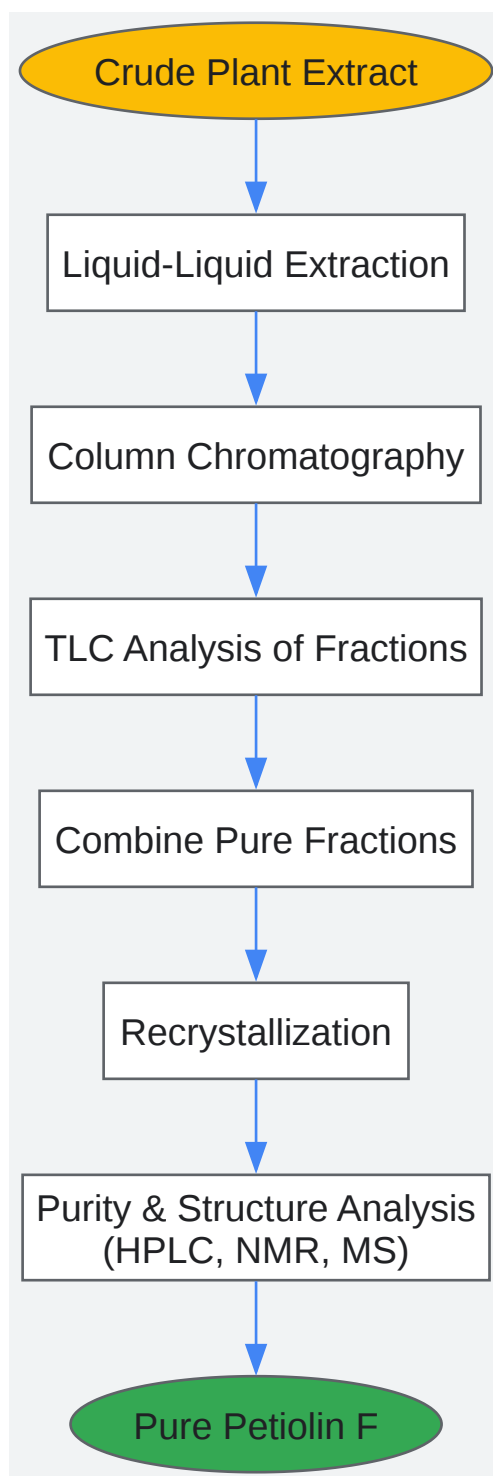 Crude Plant Extract
Liquid-Liquid Extraction
Column Chromatography
TLC Analysis of Fractions
Combine Pure Fractions
Recrystallization
Purity & Structure Analysis
(HPLC, NMR, MS)
Pure Petiolin F